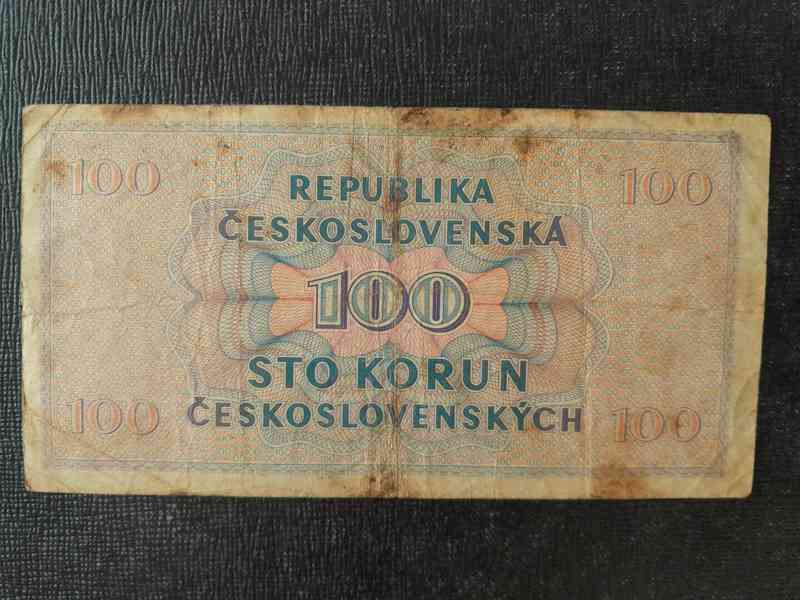 100 100
REPUBLIKA
ČESKOSLOVENSKÁ
100
STO KORUN
ČESKOSLOVENSKÝCH
100 100